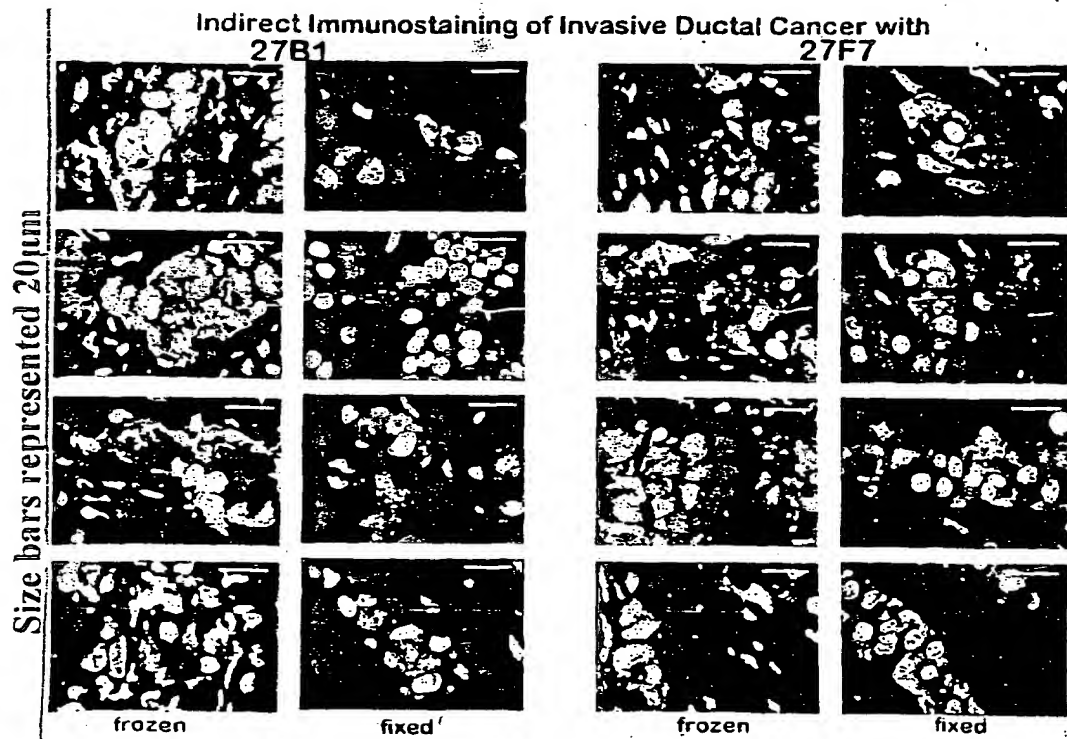 Indirect Immunostaining of Invasive Ductal Cancer with
27B1 27F7
Size bars represented 20µm
frozen fixed frozen fixed